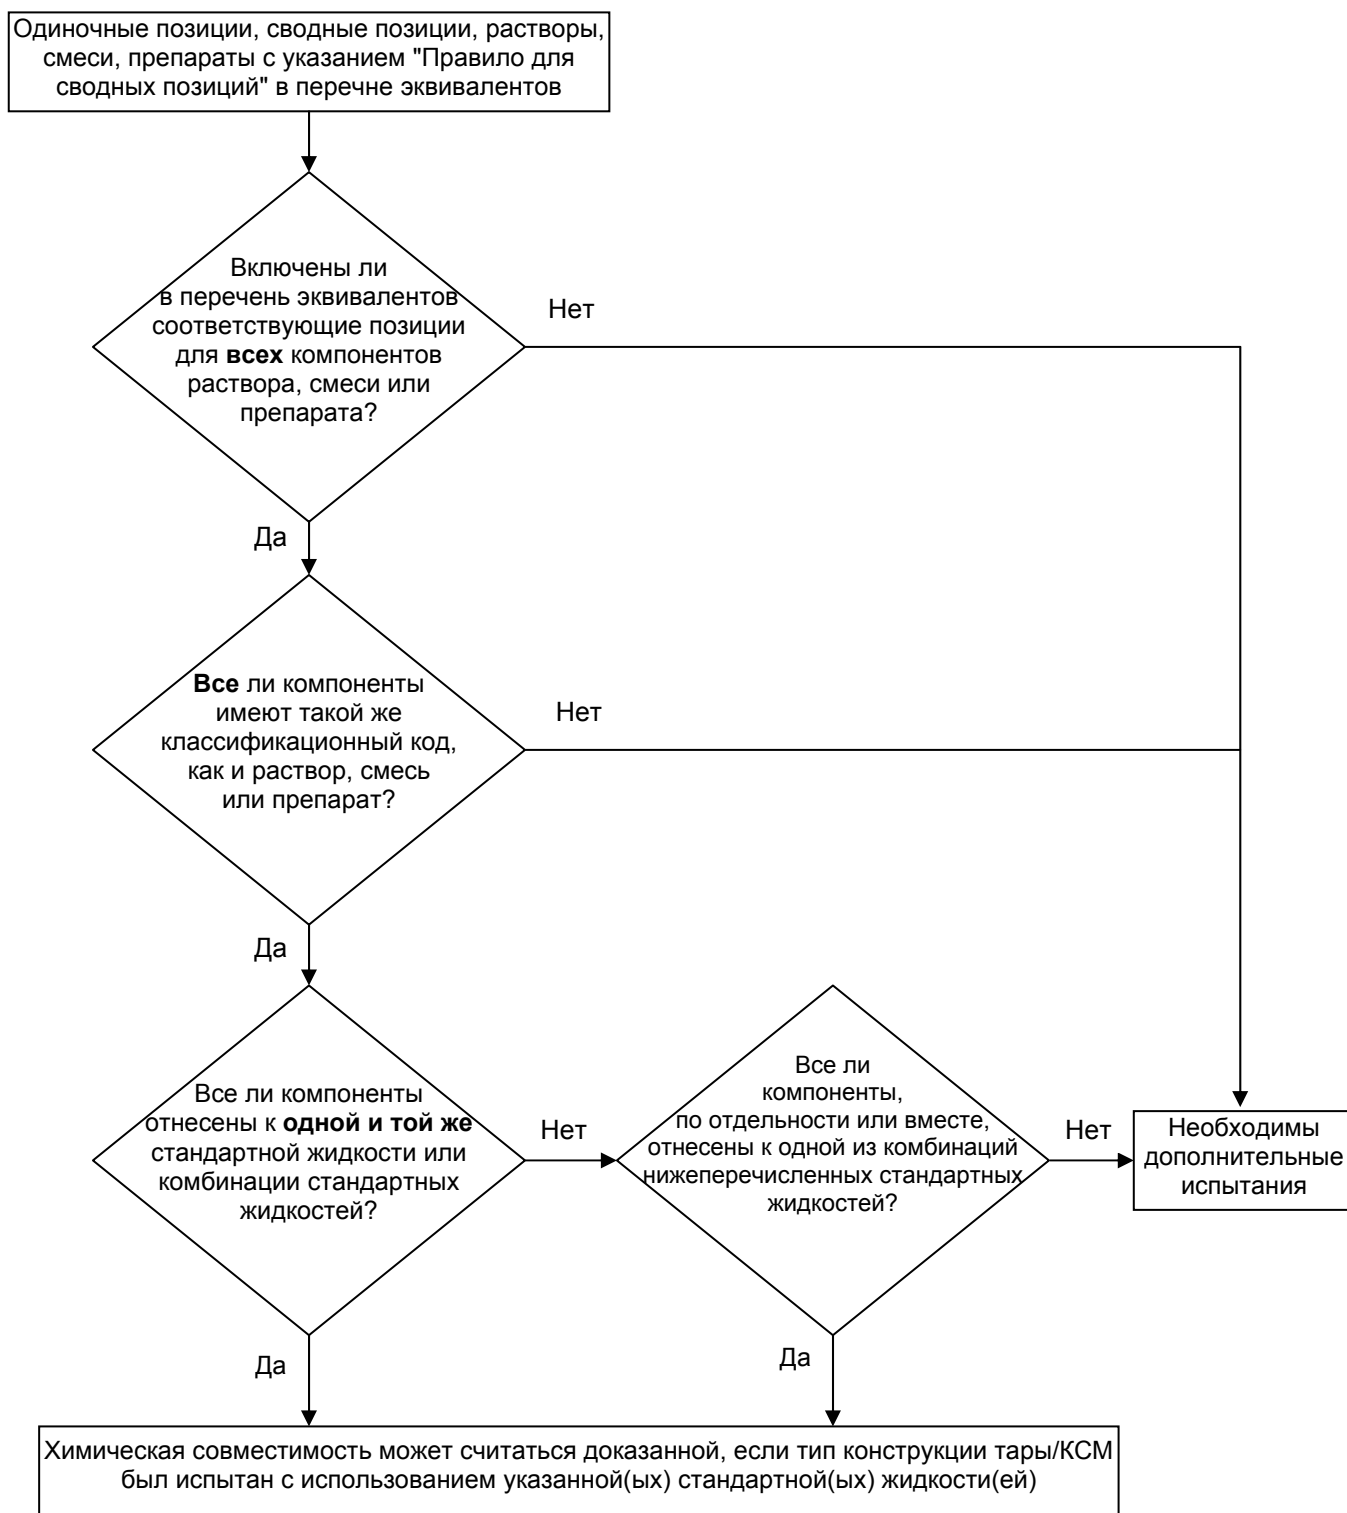 Одиночные позиции, сводные позиции, растворы,
смеси, препараты с указанием "Правило для
сводных позиций" в перечне эквивалентов
Включены ли
в перечень эквивалентов
соответствующие позиции
для всех компонентов
раствора, смеси или
препарата?
Нет
Да
Все ли компоненты
имеют такой же
классификационный код,
как и раствор, смесь
или препарат?
Нет
Да
Все ли компоненты
отнесены к одной и той же
стандартной жидкости или
комбинации стандартных
жидкостей?
Нет
Все ли
компоненты,
по отдельности или вместе,
отнесены к одной из комбинаций
нижеперечисленных стандартных
жидкостей?
Нет
Необходимы
дополнительные
испытания
Да
Да
Химическая совместимость может считаться доказанной, если тип конструкции тары/КСМ
был испытан с использованием указанной(ых) стандартной(ых) жидкости(ей)